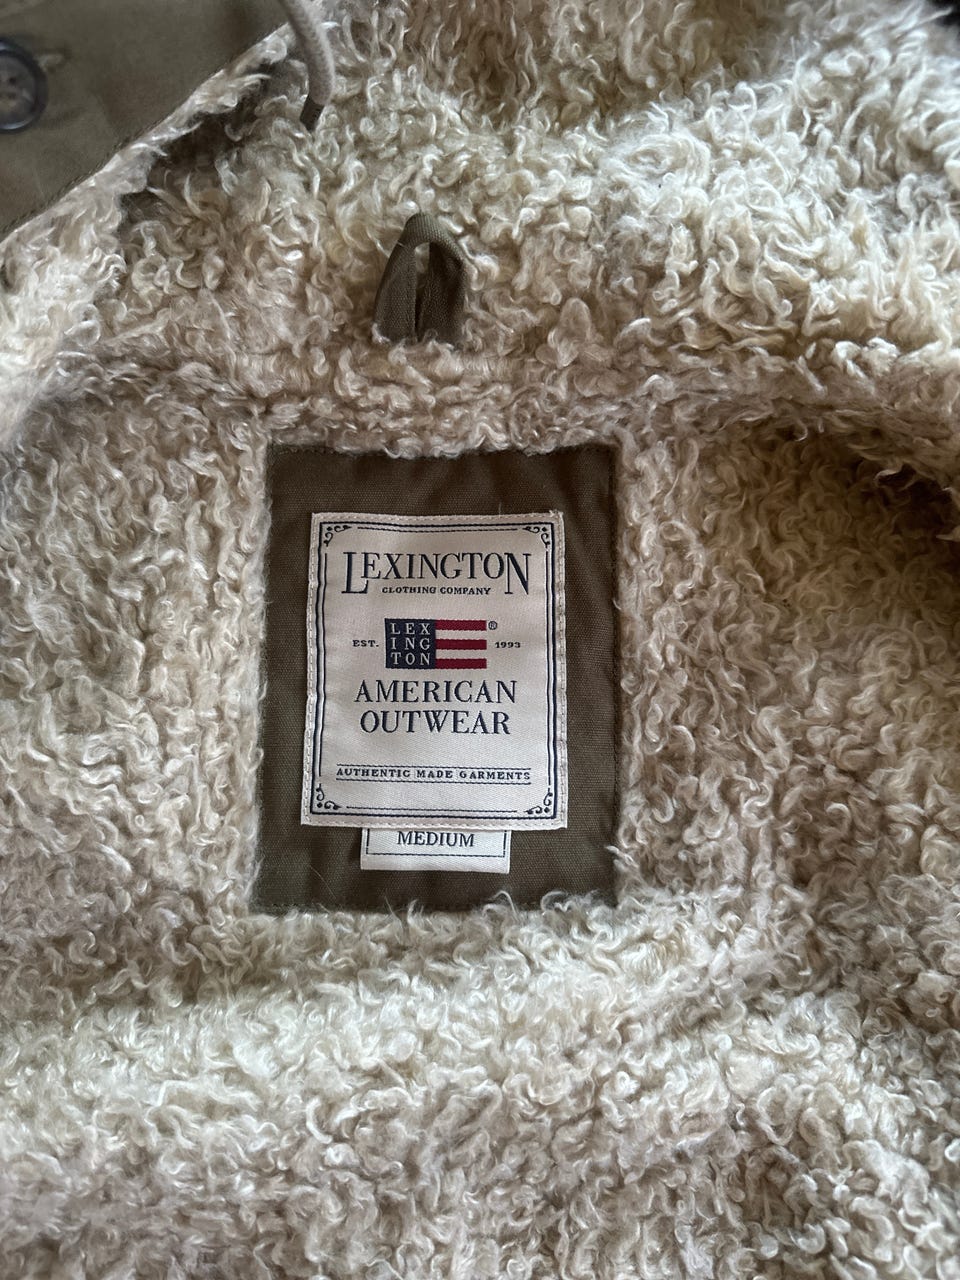 LEXINGTON
CLOTHING COMPANY
LEX
ING
TON
®
EST. 1993
AMERICAN
OUTWEAR
AUTHENTIC MADE GARMENTS
MEDIUM